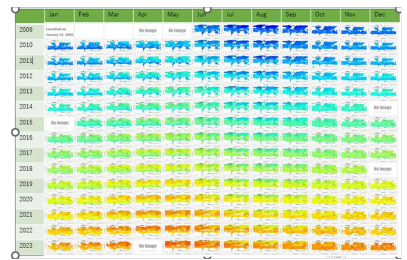 Jan Feb Mar Apr May Jun Jul Aug Sep Oct Nov Dec
2009 Launched on No Image No Image
January 23, 2009
2010
2011
2012
2013
2014 No Image
2015 No Image
2016
2017
2018 No Image
2019
2020
2021
2022
2023 No Image